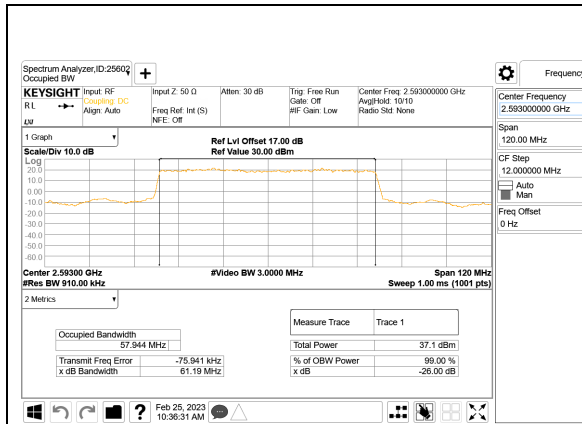 Spectrum Analyzer,ID:25602
Occupied BW
+
Frequency
KEYSIGHT Input: RF Input Z: 50 Ω Atten: 30 dB Trig: Free Run Center Freq: 2.593000000 GHz
RL Coupling: DC Gate: Off Avg|Hold: 10/10
Align: Auto Freq Ref: Int (S) #IF Gain: Low Radio Std: None
NFE: Off
Center Frequency
2.593000000 GHz
Span
120.00 MHz
CF Step
12.000000 MHz
Auto
Man
Freq Offset
0 Hz
1 Graph
Ref Lvl Offset 17.00 dB
Scale/Div 10.0 dB Ref Value 30.00 dBm
Log
20.0
10.0
0.00
-10.0
-20.0
-30.0
-40.0
-50.0
-60.0
Center 2.59300 GHz #Video BW 3.0000 MHz Span 120 MHz
#Res BW 910.00 kHz Sweep 1.00 ms (1001 pts)
2 Metrics
Occupied Bandwidth
57.944 MHz
Transmit Freq Error -75.941 kHz
x dB Bandwidth 61.19 MHz
Measure Trace Trace 1
Total Power 37.1 dBm
% of OBW Power 99.00 %
x dB -26.00 dB
?
Feb 25, 2023
10:36:31 AM